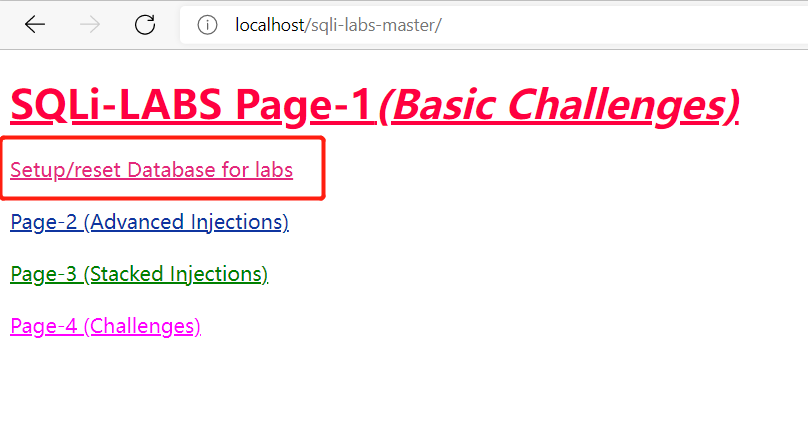 localhost/sqli-labs-master/
SQLi-LABS Page-1(Basic Challenges)
Setup/reset Database for labs
Page-2 (Advanced Injections)
Page-3 (Stacked Injections)
Page-4 (Challenges)